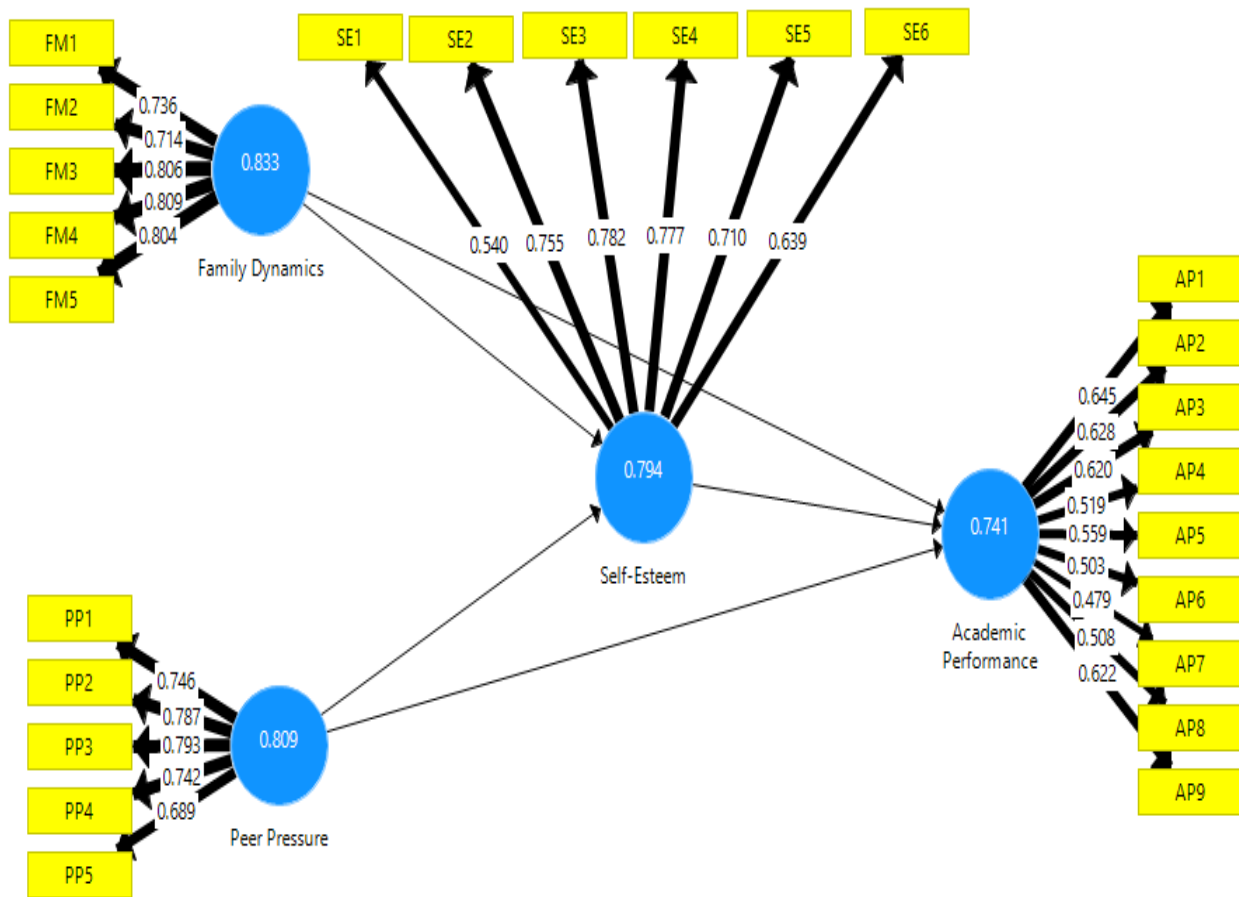 FM1
FM2
FM3
FM4
FM5
0.736
0.714
0.806
0.809
0.804
0.833
Family Dynamics
SE1
SE2
SE3
SE4
SE5
SE6
0.540
0.755
0.782
0.777
0.710
0.639
0.794
Self-Esteem
PP1
PP2
PP3
PP4
PP5
0.746
0.787
0.793
0.742
0.689
0.809
Peer Pressure
0.741
Academic
Performance
0.645
0.628
0.620
0.519
0.559
0.503
0.479
0.508
0.622
AP1
AP2
AP3
AP4
AP5
AP6
AP7
AP8
AP9